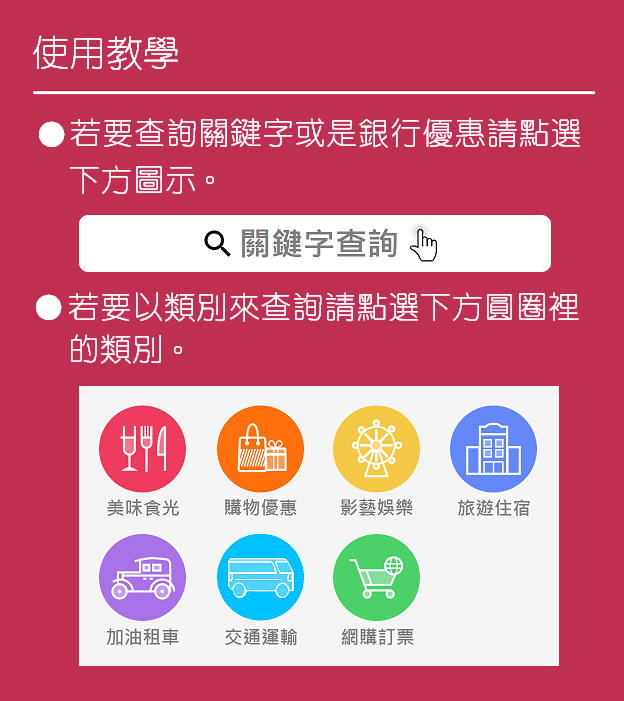 使用教學
若要查詢關鍵字或是銀行優惠請點選
下方圖示。
關鍵字查詢
若要以類別來查詢請點選下方圓圈裡
的類別。
美味食光 購物優惠 影藝娛樂 旅遊住宿
加油租車 交通運輸 網購訂票